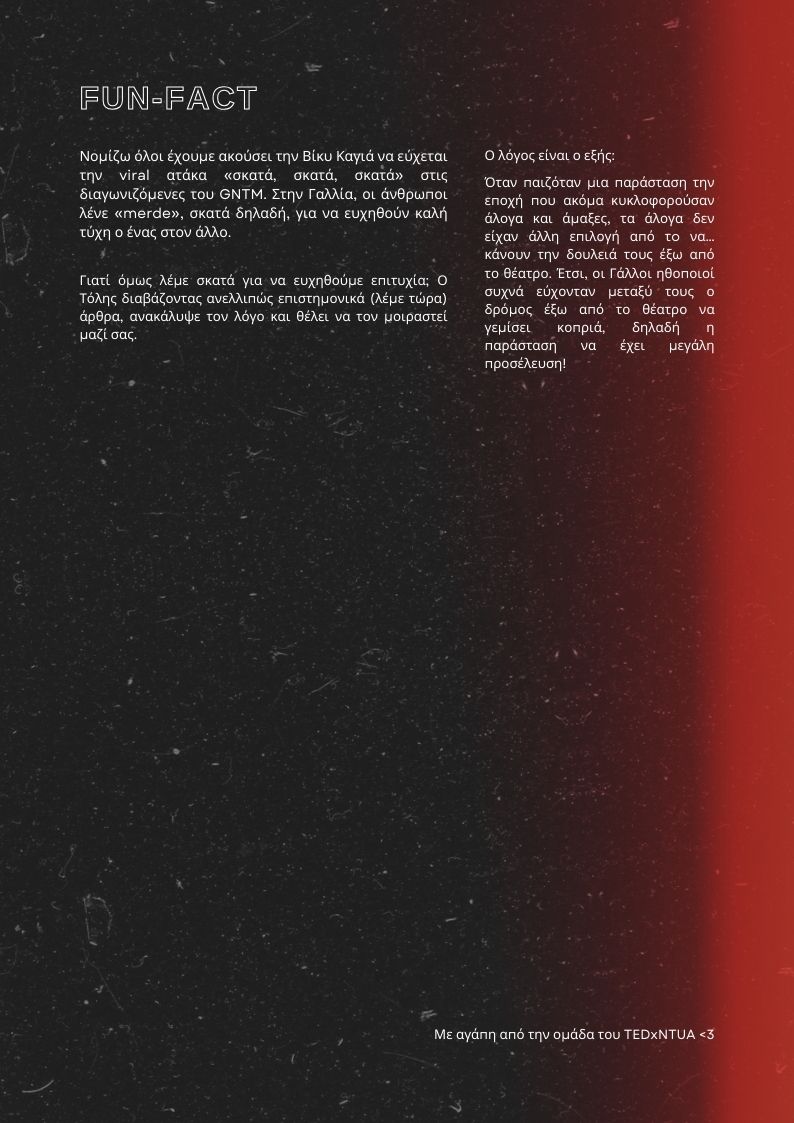 FUN-FACT
Νομίζω όλοι έχουμε ακούσει την Βίκυ Καγιά να εύχεται
την viral ατάκα «σκατά, σκατά, σκατά» στις
διαγωνιζόμενες του GNTM. Στην Γαλλία, οι άνθρωποι
λένε «merde», σκατά δηλαδή, για να ευχηθούν καλή
τύχη ο ένας στον άλλο.
Γιατί όμως λέμε σκατά για να ευχηθούμε επιτυχία; Ο
Τόλης διαβάζοντας ανελλιπώς επιστημονικά (λέμε τώρα)
άρθρα, ανακάλυψε τον λόγο και θέλει να τον μοιραστεί
μαζί σας.
Ο λόγος είναι ο εξής:
Όταν παιζόταν μια παράσταση την
εποχή που ακόμα κυκλοφορούσαν
άλογα και άμαξες, τα άλογα δεν
είχαν άλλη επιλογή από το να...
κάνουν την δουλειά τους έξω από
το θέατρο. Έτσι, οι Γάλλοι ηθοποιοί
συχνά εύχονταν μεταξύ τους ο
δρόμος έξω από το θέατρο να
γεμίσει κοπριά, δηλαδή η
παράσταση να έχει μεγάλη
προσέλευση!
Με αγάπη από την ομάδα του TEDxNTUA <3